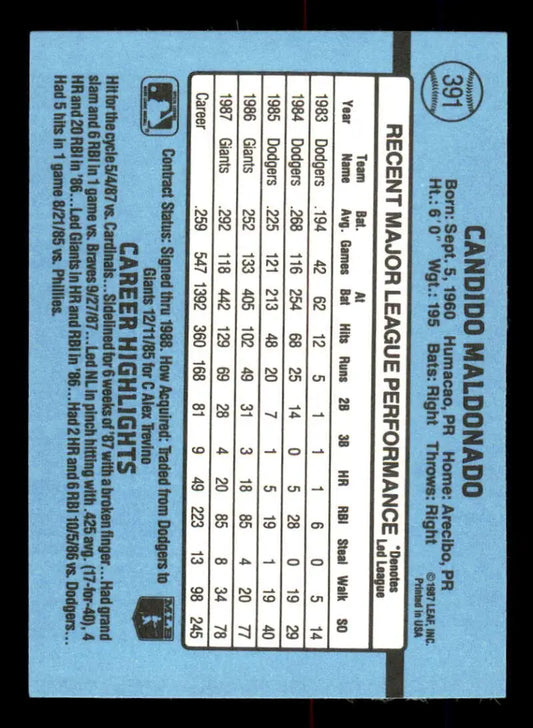 391
CANDIDO MALDONADO
Born: Sept. 5, 1960 Humacao, PR Home: Arecibo, PR
Ht.: 6' 0" Wgt.: 195 Bats: Right Throws: Right
©1987 LEAF, INC.
Printed in USA
RECENT MAJOR LEAGUE PERFORMANCE *Denotes Led League
Year Team Name Bat. Avg. Games At Bat Hits Runs 2B 3B HR RBI Steal Walk SO
1983 Dodgers .194 42 62 12 5 1 1 1 6 0 5 14
1984 Dodgers .268 116 254 68 25 14 0 5 28 0 19 29
1985 Dodgers .225 121 213 48 20 7 1 5 19 1 19 40
1986 Giants .252 133 405 102 49 31 3 18 85 4 20 77
1987 Giants .292 118 442 129 69 28 4 20 85 8 34 78
Career .259 547 1392 360 168 81 9 49 223 13 98 245
Contract Status: Signed thru 1988. How Acquired: Traded from Dodgers to
Giants 12/11/85 for C Alex Trevino
CAREER HIGHLIGHTS
Hit for the cycle 5/4/87 vs. Cardinals...Sidelined for 6 weeks of '87 with a broken finger...Had grand
slam and 6 RBI in 1 game vs. Braves 9/27/87...Led NL in pinch hitting with .425 avg. (17-for-40), 4
HR and 20 RBI in '86...Led Giants in HR and RBI in '86...Had 2 HR and 6 RBI 10/5/86 vs. Dodgers...
Had 5 hits in 1 game 8/21/85 vs. Phillies.
MLB